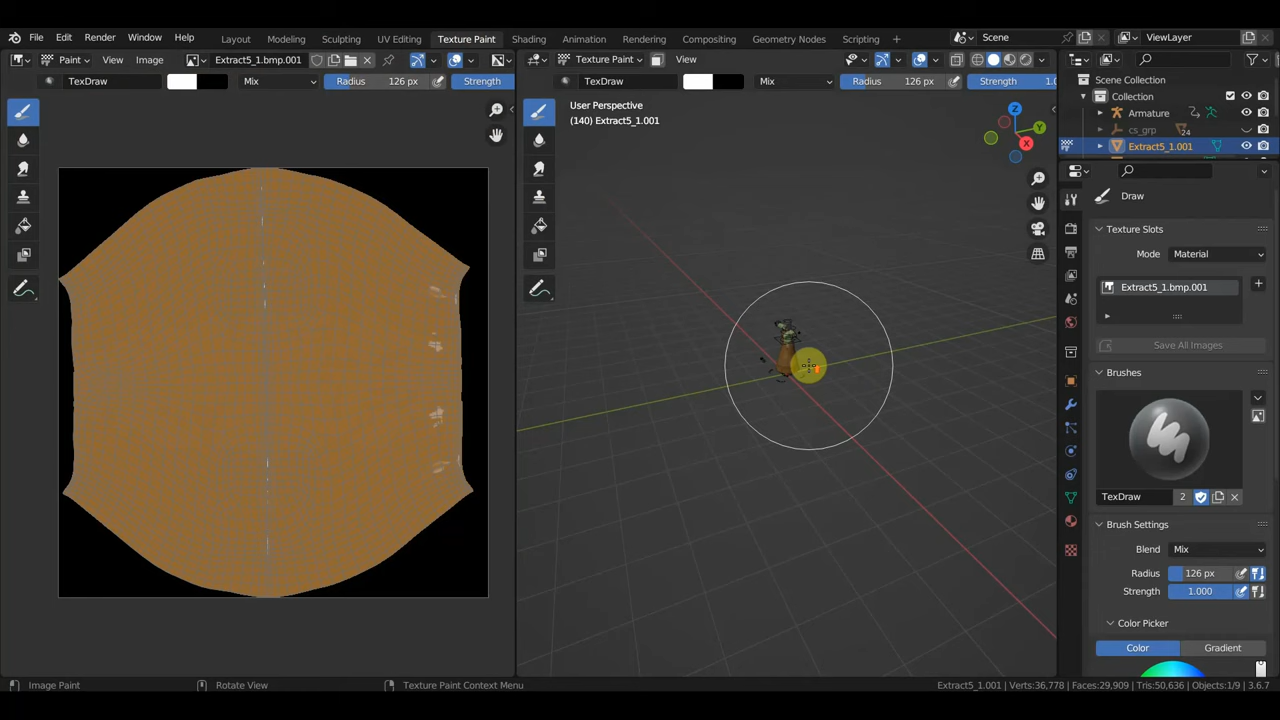 File Edit Render Window Help Layout Modeling Sculpting UV Editing Texture Paint Shading Animation Rendering Compositing Geometry Nodes Scripting + Scene ViewLayer
Paint View Image Extract5_1.bmp.001 Texture Paint View
TexDraw Mix Radius 126 px Strength TexDraw Mix Radius 126 px Strength 1.0
User Perspective
(140) Extract5_1.001
Z
Y
X
Scene Collection
Collection
Armature
cs_grp 24
Extract5_1.001
Draw
Texture Slots
Mode Material
Extract5_1.bmp.001
Save All Images
Brushes
TexDraw 2
Brush Settings
Blend Mix
Radius 126 px
Strength 1.000
Color Picker
Color Gradient
Image Paint Rotate View Texture Paint Context Menu Extract5_1.001 | Verts:36,778 | Faces:29,909 | Tris:50,636 | Objects:1/9 | 3.6.7